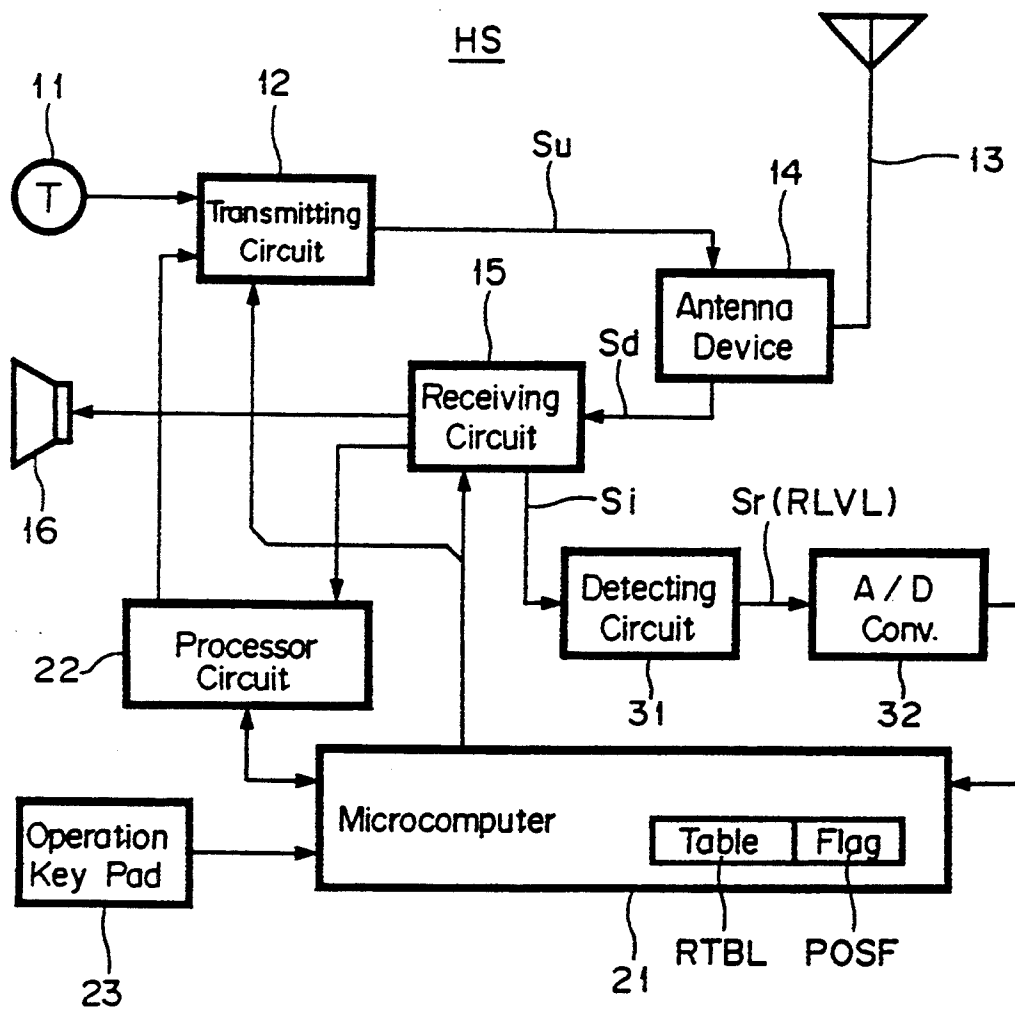 HS
11
12
T
Transmitting
Circuit
Su
14
13
Antenna
Device
15
Sd
Receiving
Circuit
16
Si
Sr(RLVL)
Detecting
Circuit
A/D
Conv.
31
32
Processor
Circuit
22
Microcomputer
Table
Flag
Operation
Key Pad
23
21
RTBL
POSF